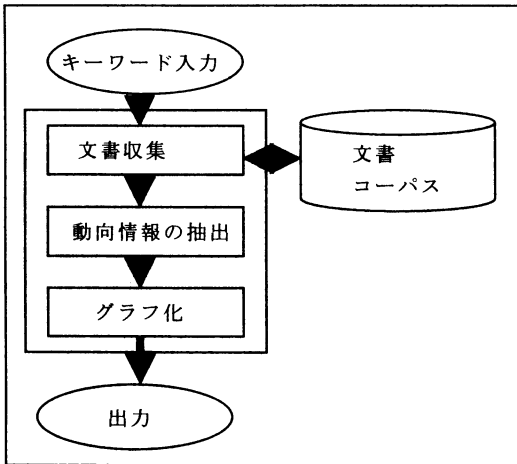 キーワード入力
文書収集
文書
コーパス
動向情報の抽出
グラフ化
出力